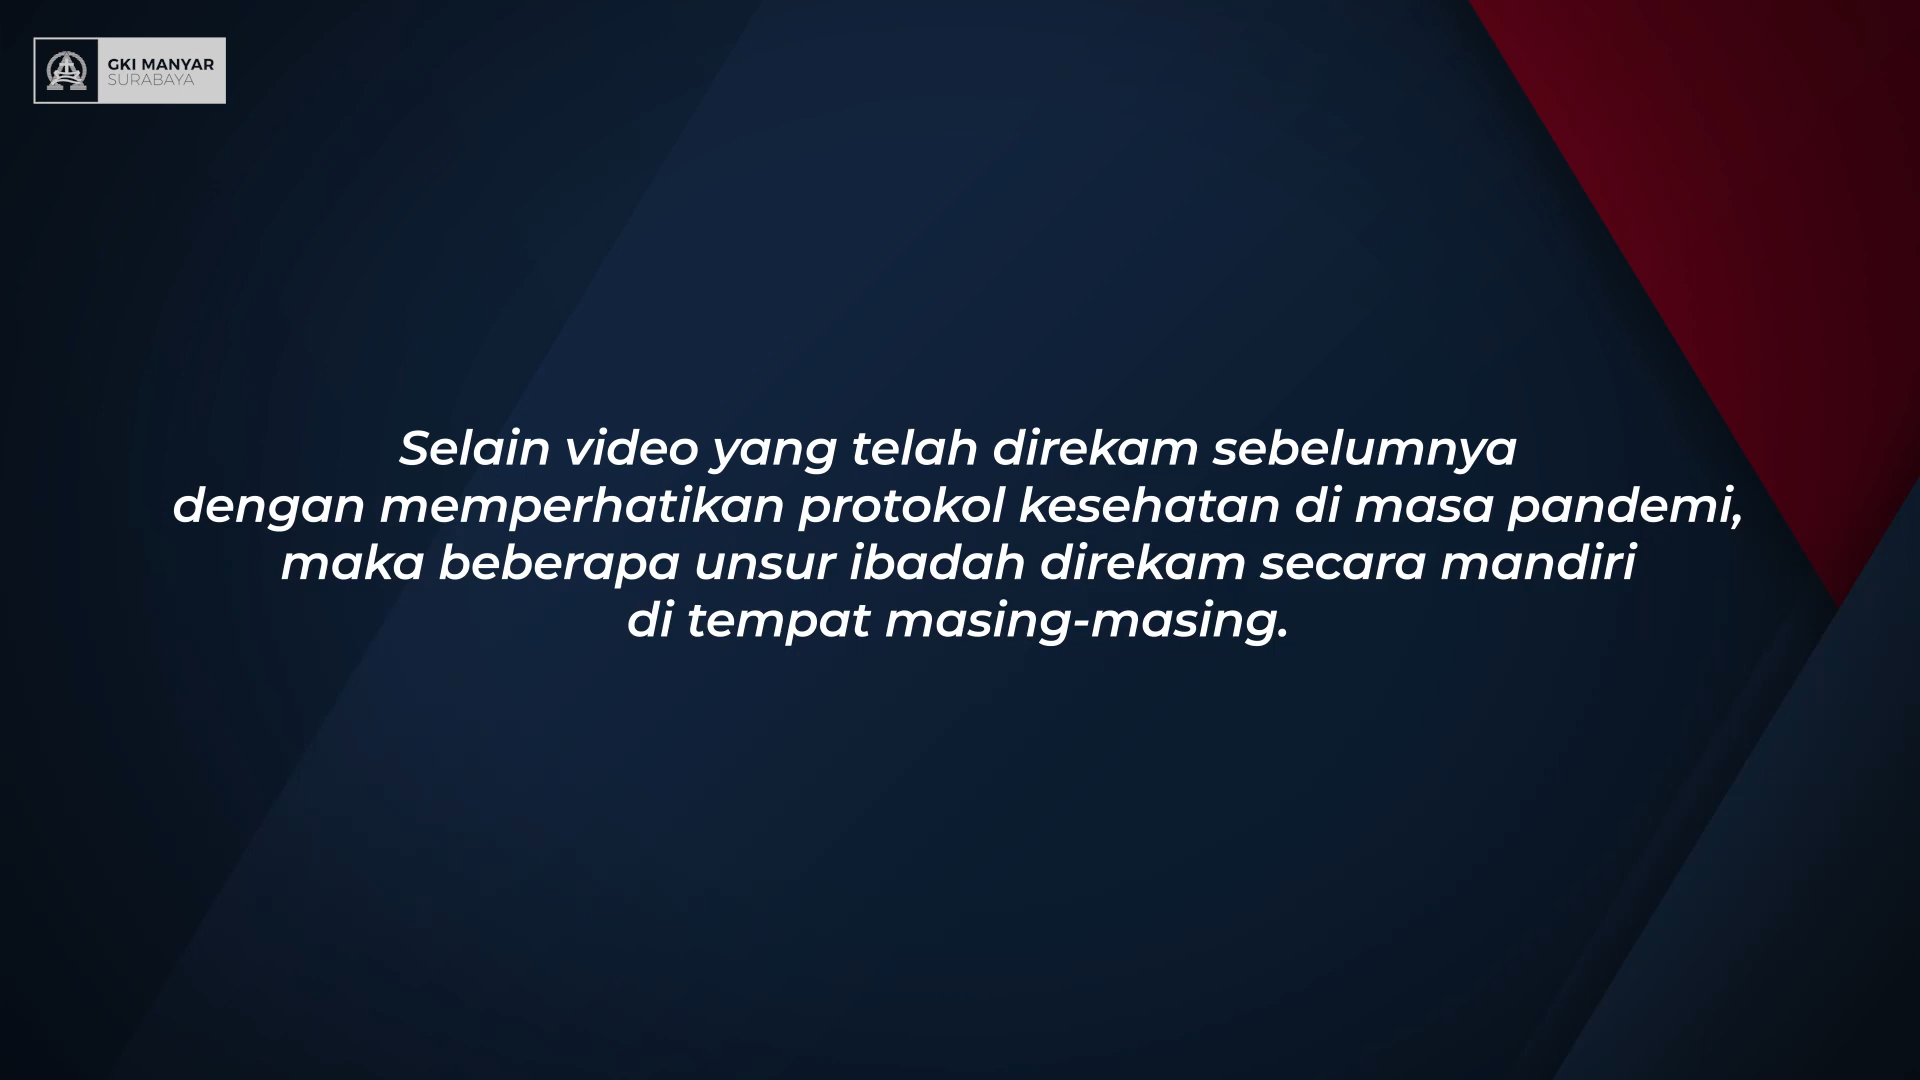 GKI MANYAR
SURABAYA
Selain video yang telah direkam sebelumnya
dengan memperhatikan protokol kesehatan di masa pandemi,
maka beberapa unsur ibadah direkam secara mandiri
di tempat masing-masing.